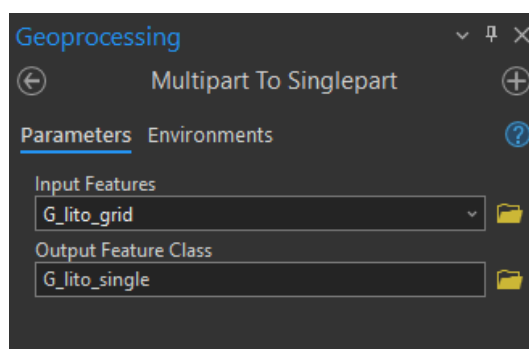 Geoprocessing
Multipart To Singlepart
Parameters Environments
Input Features
G_lito_grid
Output Feature Class
G_lito_single